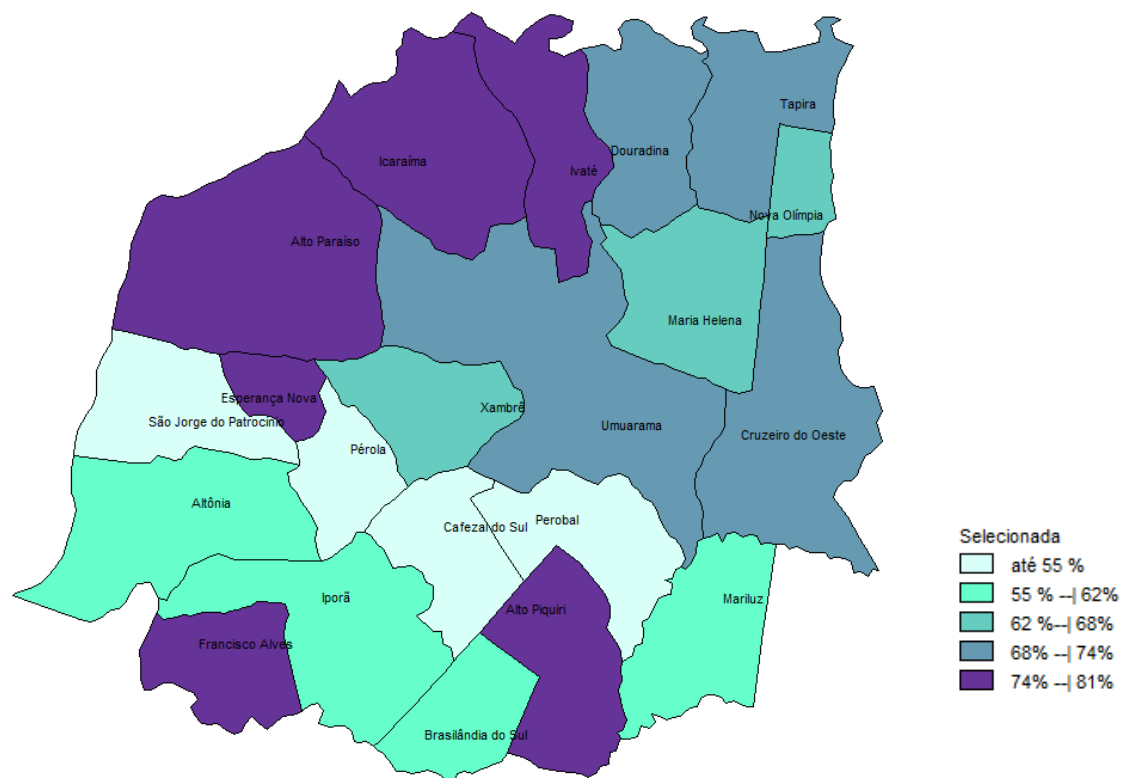 Tapira
Douradina
Icaraíma
Ivaté
Nova Olímpia
Alto Paraíso
Maria Helena
Esperança Nova
Xambrê
São Jorge do Patrocínio
Umuarama
Cruzeiro do Oeste
Pérola
Altônia
Cafezal do Sul
Perobal
Selecionada
até 55 %
55 % --| 62%
62 %--| 68%
68% --| 74%
74% --| 81%
Iporã
Alto Piquiri
Mariluz
Francisco Alves
Brasilândia do Sul